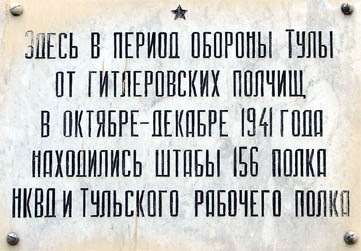 ЗДЕСЬ В ПЕРИОД ОБОРОНЫ ТУЛЫ
ОТ ГИТЛЕРОВСКИХ ПОЛЧИЩ,
В ОКТЯБРЕ-ДЕКАБРЕ 1941 ГОДА
НАХОДИЛИСЬ ШТАБЫ 156 ПОЛКА
НКВД И ТУЛЬСКОГО РАБОЧЕГО ПОЛКА